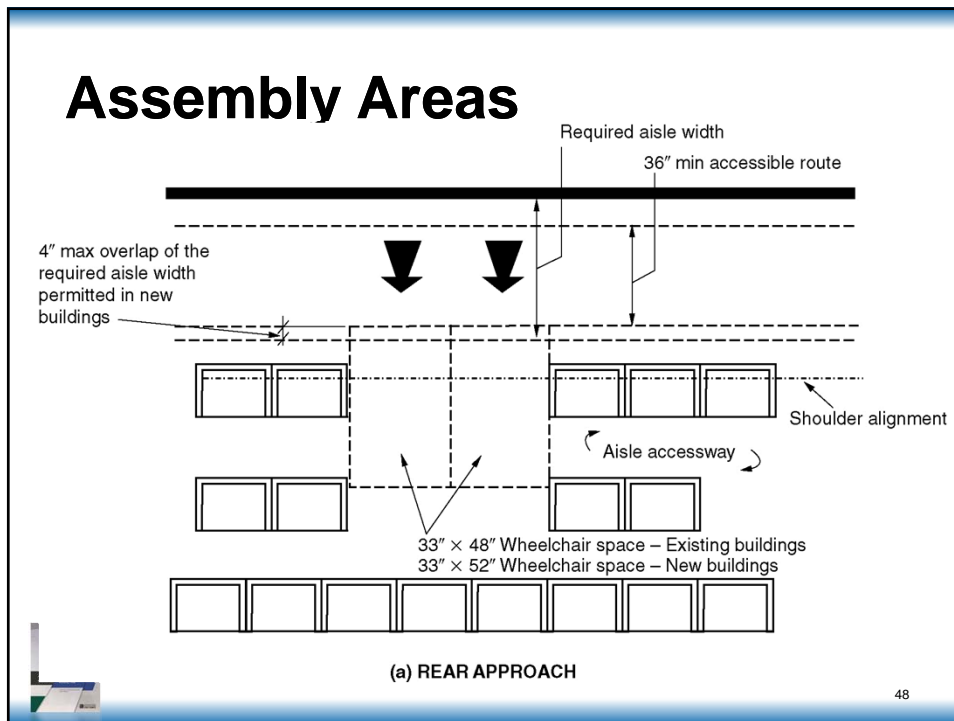 Assembly Areas
Required aisle width
36″ min accessible route
4″ max overlap of the
required aisle width
permitted in new
buildings
Shoulder alignment
Aisle accessway
33″ × 48″ Wheelchair space – Existing buildings
33″ × 52″ Wheelchair space – New buildings
(a) REAR APPROACH
48